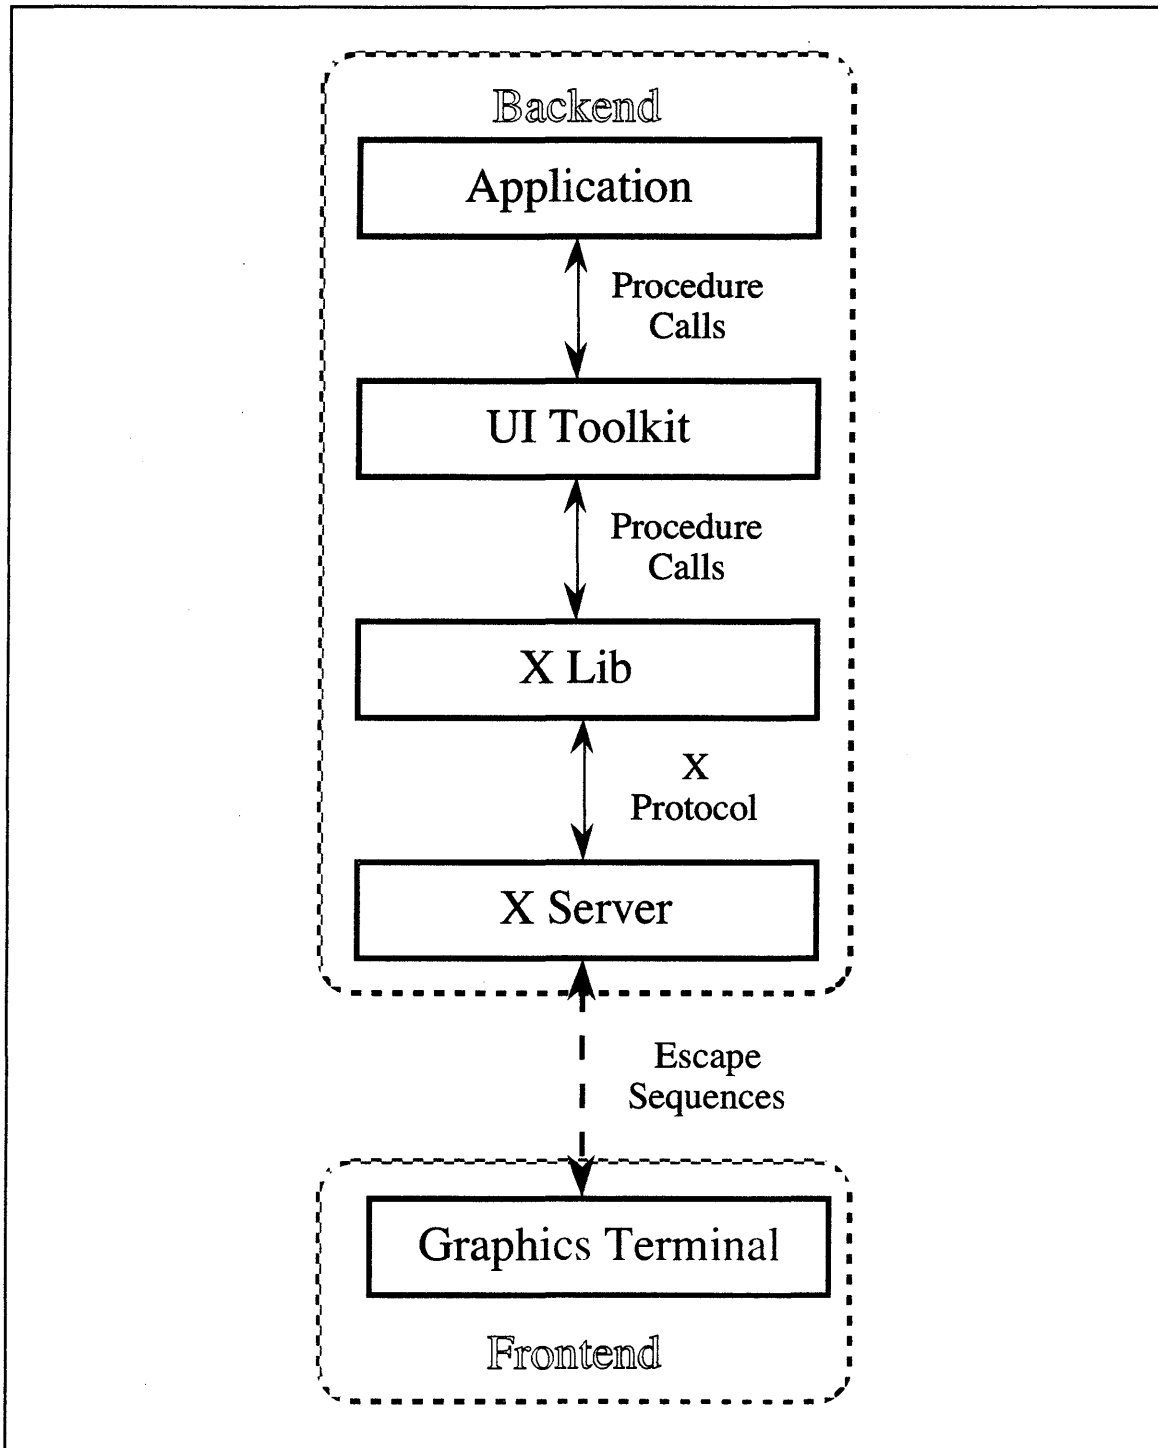 Backend
Application
Procedure
Calls
UI Toolkit
Procedure
Calls
X Lib
X
Protocol
X Server
Escape
Sequences
Graphics Terminal
Frontend